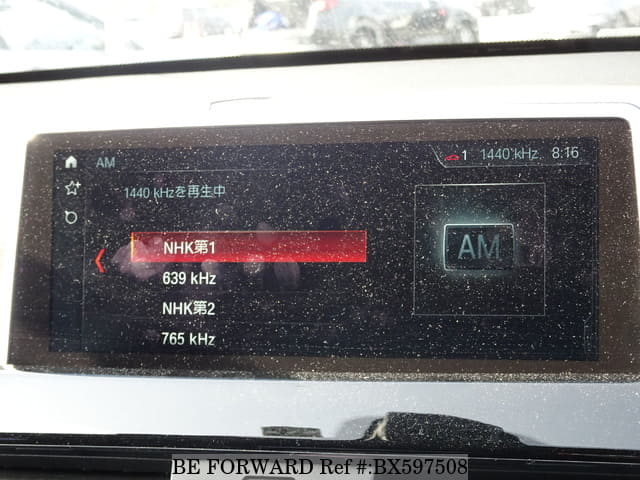 AM
1 1440 kHz 8:16
1440 kHzを再生中
NHK第1
639 kHz
NHK第2
765 kHz
AM
BE FORWARD Ref #:BX597508